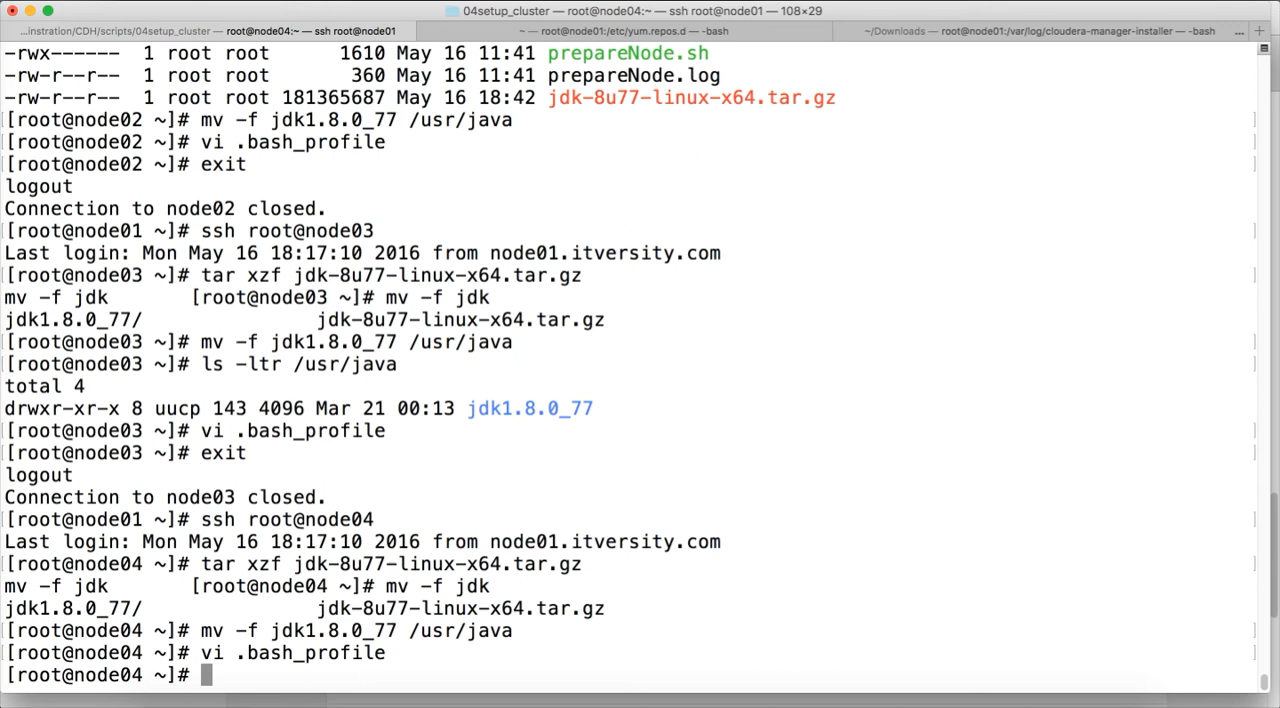 04setup_cluster — root@node04:~ — ssh root@node01 — 108×29
...instration/CDH/scripts/04setup_cluster — root@node04:~ — ssh root@node01
~ — root@node01:/etc/yum.repos.d — -bash
~/Downloads — root@node01:/var/log/cloudera-manager-installer — -bash
... +
-rwx------ 1 root root 1610 May 16 11:41 prepareNode.sh
-rw-r--r-- 1 root root 360 May 16 11:41 prepareNode.log
-rw-r--r-- 1 root root 181365687 May 16 18:42 jdk-8u77-linux-x64.tar.gz
[root@node02 ~]# mv -f jdk1.8.0_77 /usr/java
[root@node02 ~]# vi .bash_profile
[root@node02 ~]# exit
logout
Connection to node02 closed.
[root@node01 ~]# ssh root@node03
Last login: Mon May 16 18:17:10 2016 from node01.itversity.com
[root@node03 ~]# tar xzf jdk-8u77-linux-x64.tar.gz
mv -f jdk [root@node03 ~]# mv -f jdk
jdk1.8.0_77/ jdk-8u77-linux-x64.tar.gz
[root@node03 ~]# mv -f jdk1.8.0_77 /usr/java
[root@node03 ~]# ls -ltr /usr/java
total 4
drwxr-xr-x 8 uucp 143 4096 Mar 21 00:13 jdk1.8.0_77
[root@node03 ~]# vi .bash_profile
[root@node03 ~]# exit
logout
Connection to node03 closed.
[root@node01 ~]# ssh root@node04
Last login: Mon May 16 18:17:10 2016 from node01.itversity.com
[root@node04 ~]# tar xzf jdk-8u77-linux-x64.tar.gz
mv -f jdk [root@node04 ~]# mv -f jdk
jdk1.8.0_77/ jdk-8u77-linux-x64.tar.gz
[root@node04 ~]# mv -f jdk1.8.0_77 /usr/java
[root@node04 ~]# vi .bash_profile
[root@node04 ~]#